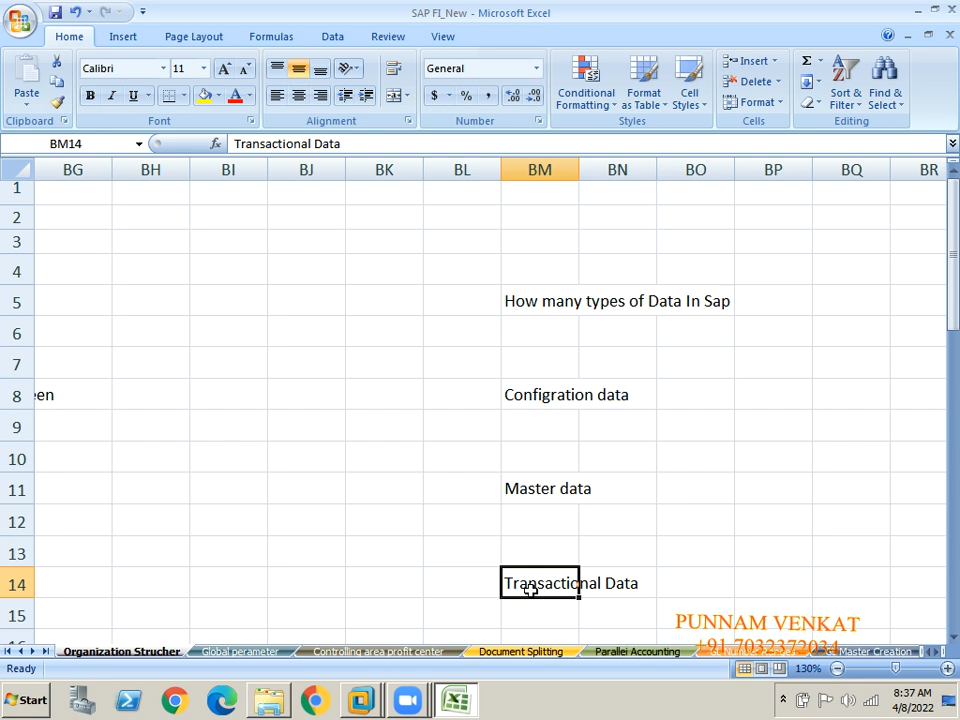 SAP FI_New - Microsoft Excel
Home Insert Page Layout Formulas Data Review View
Paste
Calibri 11 A A
B I U A
General
$ % ,
Conditional Formatting
Format as Table
Cell Styles
Insert
Delete
Format
Σ
Sort & Filter
Find & Select
Clipboard Font Alignment Number Styles Cells Editing
BM14 fx Transactional Data
BG BH BI BJ BK BL BM BN BO BP BQ BR
1
2
3
4
5 How many types of Data In Sap
6
7
8 een Configration data
9
10
11 Master data
12
13
14 Transactional Data
15
PUNNAM VENKAT
+91 7032372034
Organization Strucher Global perameter Controlling area profit center Document Splitting Parallei Accounting Master Creation
Ready 130%
Start 8:37 AM
4/8/2022